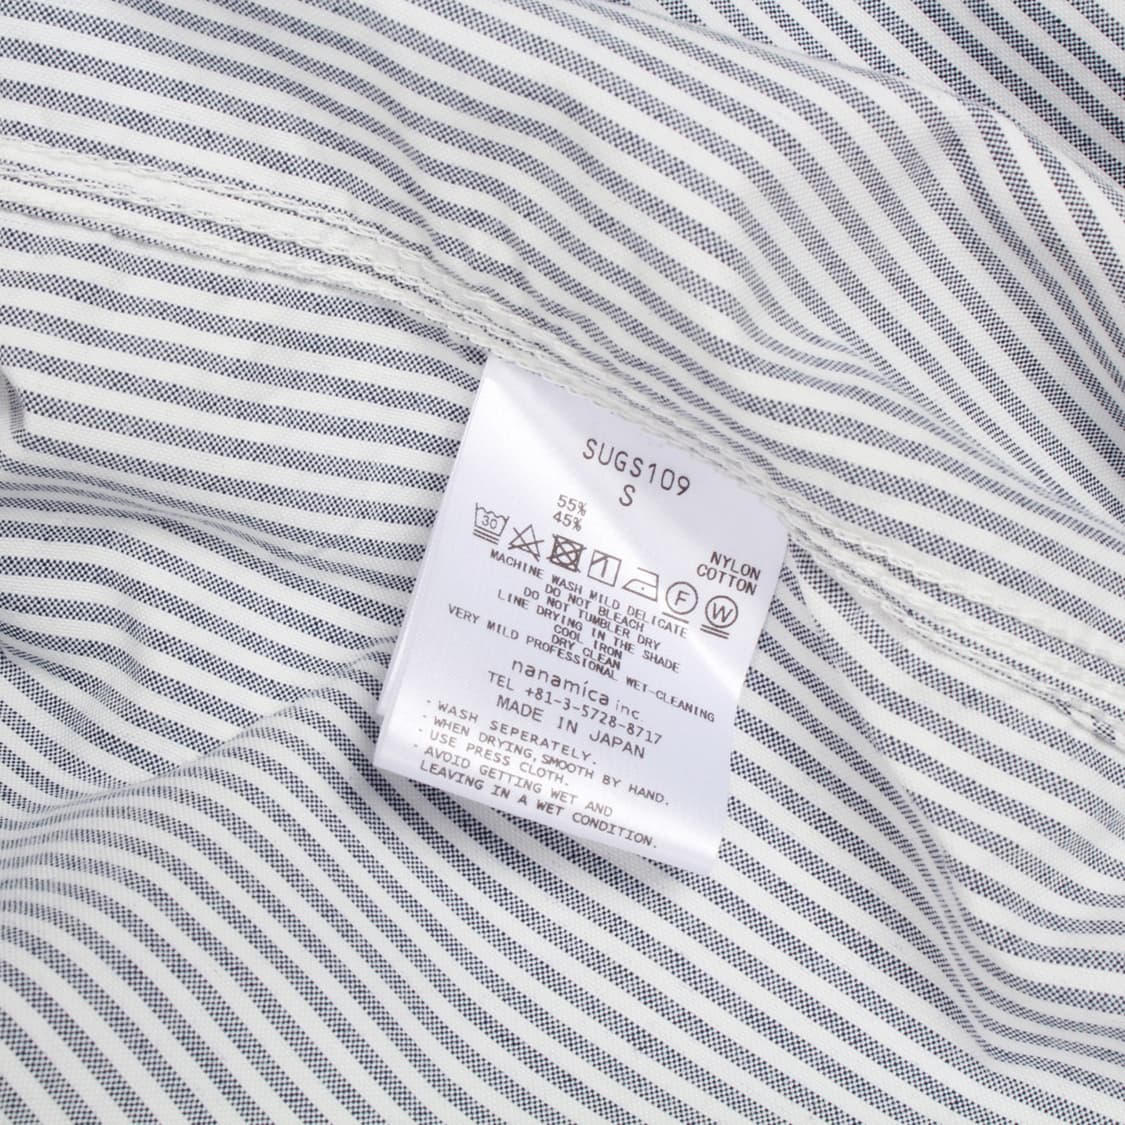 SUGS109
S
55% NYLON
45% COTTON
30
F
W
MACHINE WASH MILD DELICATE
DO NOT BLEACH
DO NOT TUMBLER DRY
LINE DRYING IN THE SHADE
COOL IRON
DRY CLEAN
VERY MILD PROFESSIONAL WET-CLEANING
nanamica inc.
TEL +81-3-5728-8717
MADE IN JAPAN
・WASH SEPERATELY.
・WHEN DRYING,SMOOTH BY HAND.
・USE PRESS CLOTH.
・AVOID GETTING WET AND
LEAVING IN A WET CONDITION.